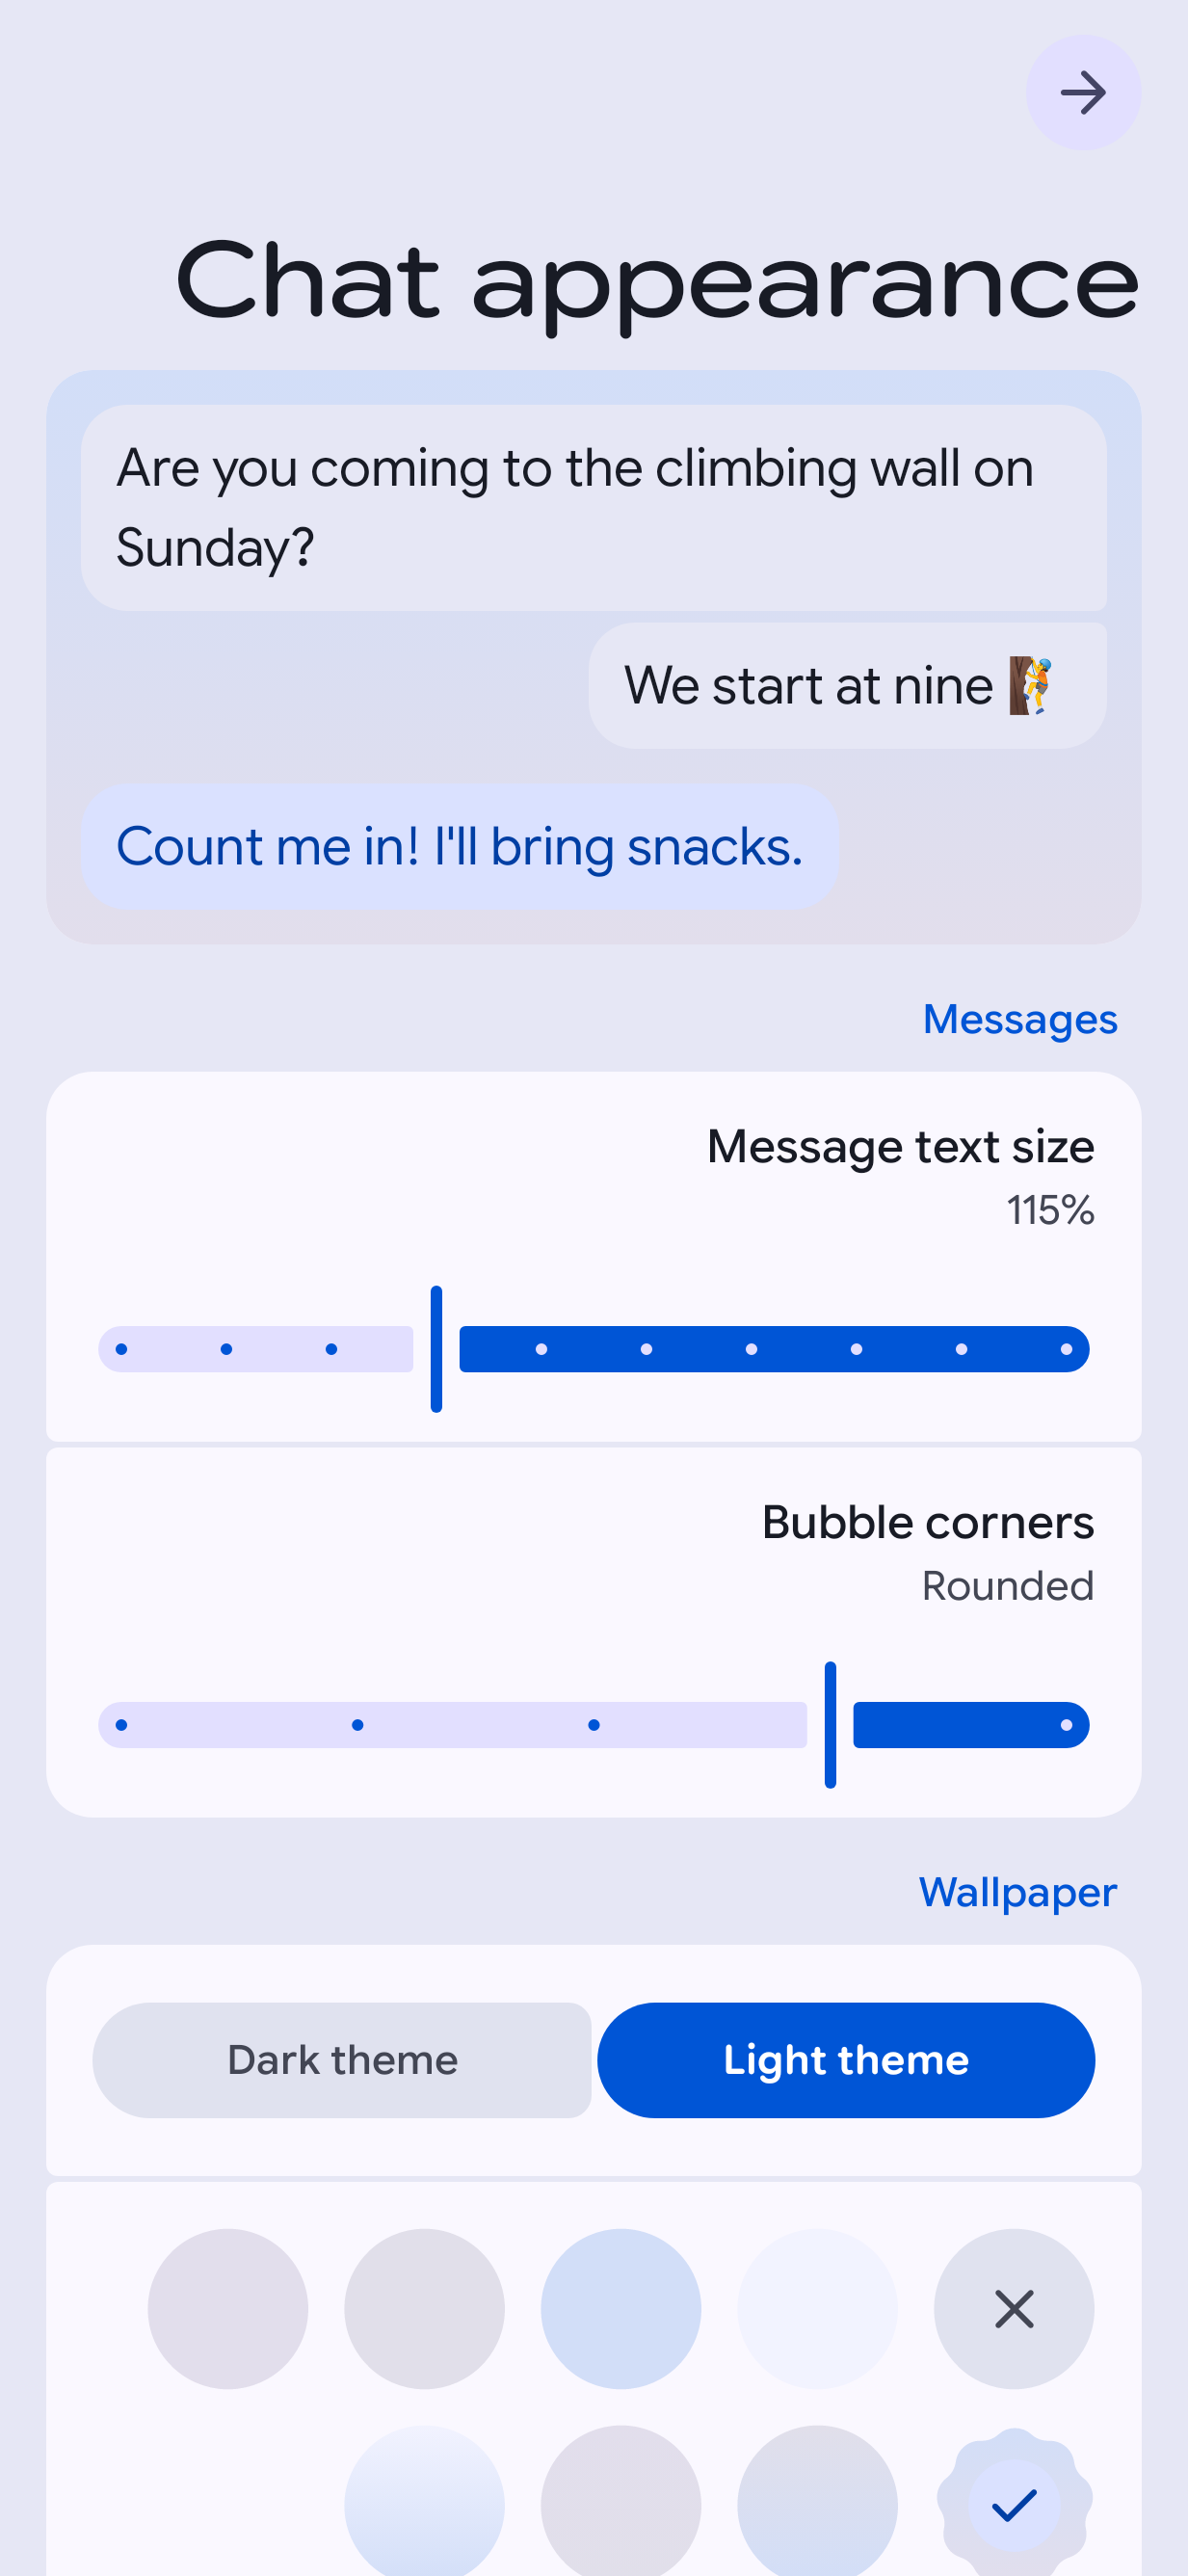 Chat appearance
Are you coming to the climbing wall on
Sunday?
We start at nine 🧗
Count me in! I'll bring snacks.
Messages
Message text size
115%
Bubble corners
Rounded
Wallpaper
Light theme
Dark theme